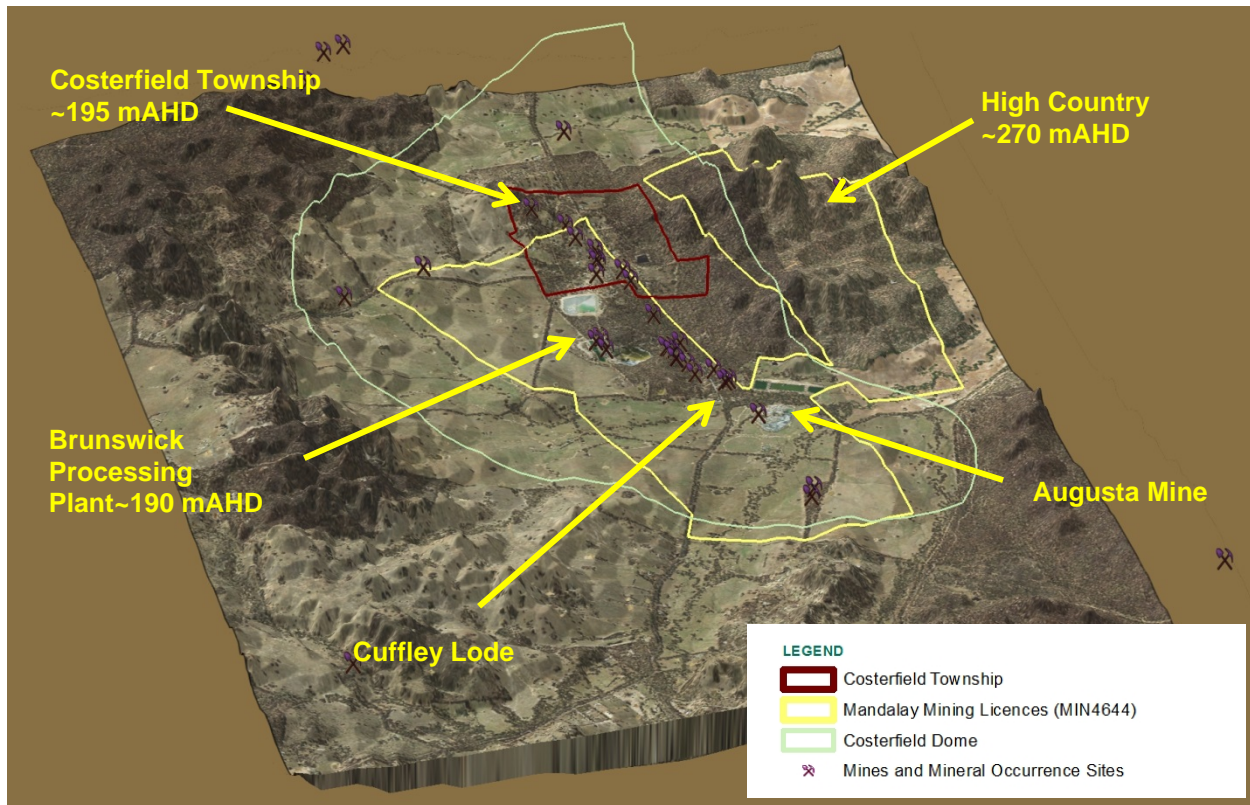 Costerfield Township
~195 mAHD
High Country
~270 mAHD
Brunswick
Processing
Plant~190 mAHD
Augusta Mine
Cuffley Lode
LEGEND
Costerfield Township
Mandalay Mining Licences (MIN4644)
Costerfield Dome
Mines and Mineral Occurrence Sites